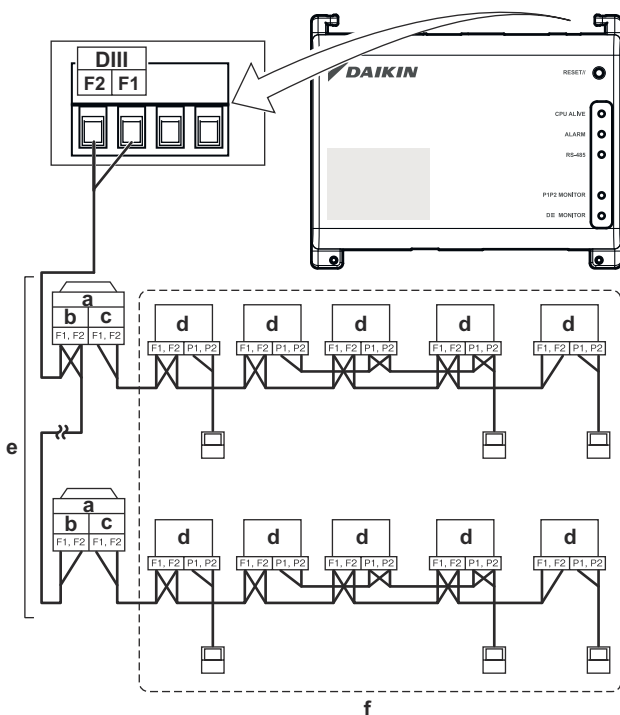 DIII
F2 F1
DAIKIN
RESET//
CPU ALIVE
ALARM
RS-485
P1P2 MONITOR
DIII MONITOR
e
a
b c
F1, F2 F1, F2
d d d d d
F1, F2 P1, P2 F1, F2 P1, P2 F1, F2 P1, P2 F1, F2 P1, P2 F1, F2 P1, P2
a
b c
F1, F2 F1, F2
d d d d d
F1, F2 P1, P2 F1, F2 P1, P2 F1, F2 P1, P2 F1, F2 P1, P2 F1, F2 P1, P2
f